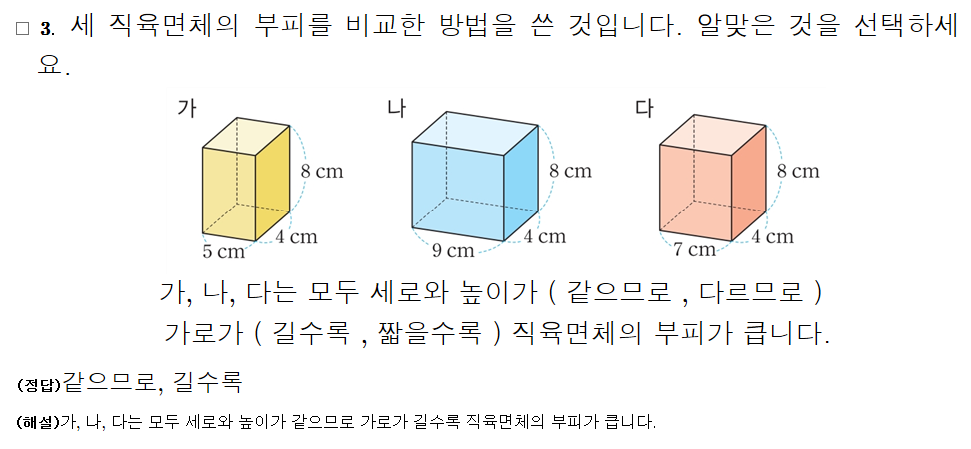 □ 3. 세 직육면체의 부피를 비교한 방법을 쓴 것입니다. 알맞은 것을 선택하세
요.
가 나 다
8 cm 8 cm 8 cm
4 cm 4 cm 4 cm
5 cm 9 cm 7 cm
가, 나, 다는 모두 세로와 높이가 ( 같으므로 , 다르므로 )
가로가 ( 길수록 , 짧을수록 ) 직육면체의 부피가 큽니다.
(정답)같으므로, 길수록
(해설)가, 나, 다는 모두 세로와 높이가 같으므로 가로가 길수록 직육면체의 부피가 큽니다.